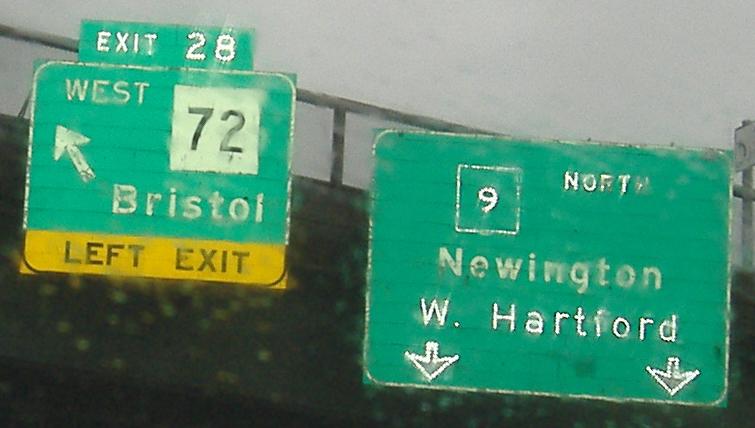 EXIT 28
WEST 72
Bristol
LEFT EXIT
9 NORTH
Newington
W. Hartford